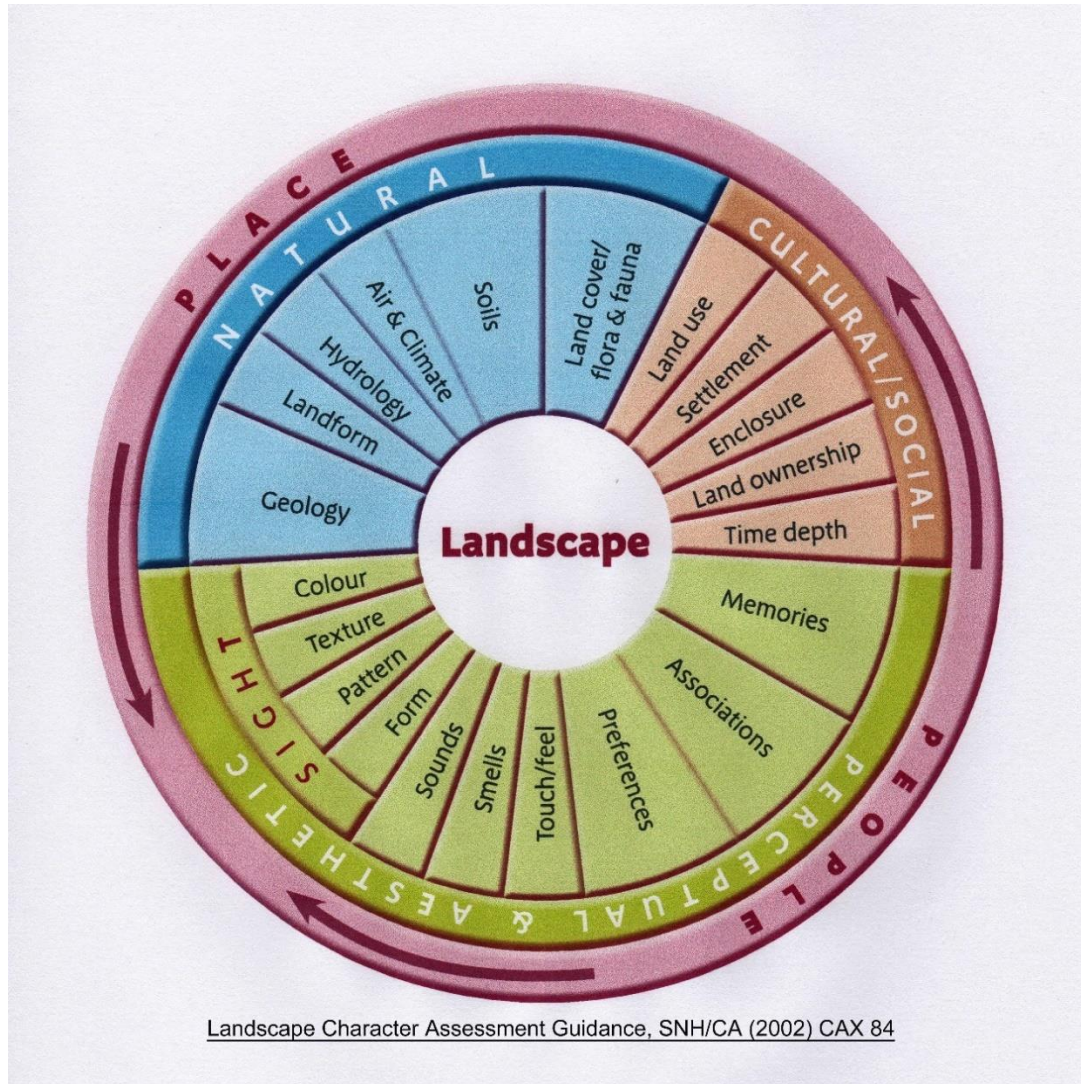 PLACE
NATURAL
CULTURAL/SOCIAL
Land cover/
flora & fauna
Soils
Air & Climate
Hydrology
Landform
Geology
Land use
Settlement
Enclosure
Land ownership
Time depth
Landscape
Colour
Texture
Pattern
Form
SIGHT
Sounds
Smells
Touch/feel
Preferences
Associations
Memories
PERCEPTUAL & AESTHETIC
PEOPLE
Landscape Character Assessment Guidance, SNH/CA (2002) CAX 84